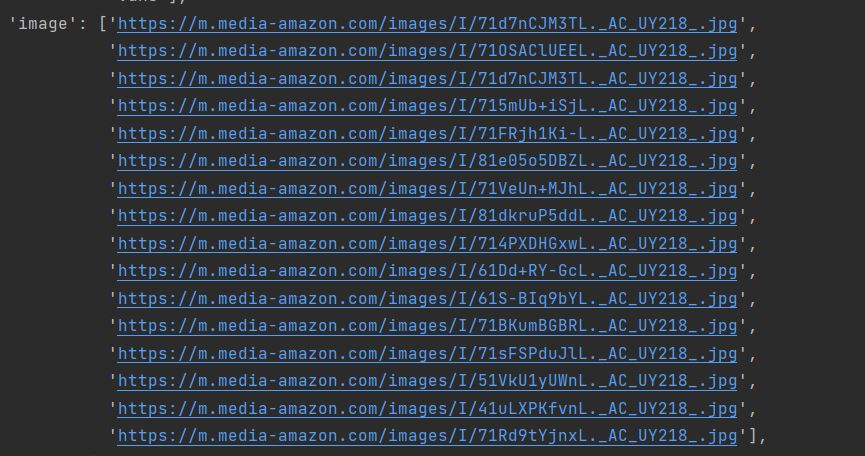 'image': ['https://m.media-amazon.com/images/I/71d7nCJM3TL._AC_UY218_.jpg',
'https://m.media-amazon.com/images/I/710SAClUEEL._AC_UY218_.jpg',
'https://m.media-amazon.com/images/I/71d7nCJM3TL._AC_UY218_.jpg',
'https://m.media-amazon.com/images/I/715mUb+iSjL._AC_UY218_.jpg',
'https://m.media-amazon.com/images/I/71FRjh1Ki-L._AC_UY218_.jpg',
'https://m.media-amazon.com/images/I/81e05o5DBZL._AC_UY218_.jpg',
'https://m.media-amazon.com/images/I/71VeUn+MJhL._AC_UY218_.jpg',
'https://m.media-amazon.com/images/I/81dkruP5ddL._AC_UY218_.jpg',
'https://m.media-amazon.com/images/I/714PXDHGxwL._AC_UY218_.jpg',
'https://m.media-amazon.com/images/I/61Dd+RY-GcL._AC_UY218_.jpg',
'https://m.media-amazon.com/images/I/61S-BIq9bYL._AC_UY218_.jpg',
'https://m.media-amazon.com/images/I/71BKumBGBRL._AC_UY218_.jpg',
'https://m.media-amazon.com/images/I/71sFSPduJlL._AC_UY218_.jpg',
'https://m.media-amazon.com/images/I/51VkU1yUWnL._AC_UY218_.jpg',
'https://m.media-amazon.com/images/I/41uLXPKfvnL._AC_UY218_.jpg',
'https://m.media-amazon.com/images/I/71Rd9tYjnxL._AC_UY218_.jpg'],